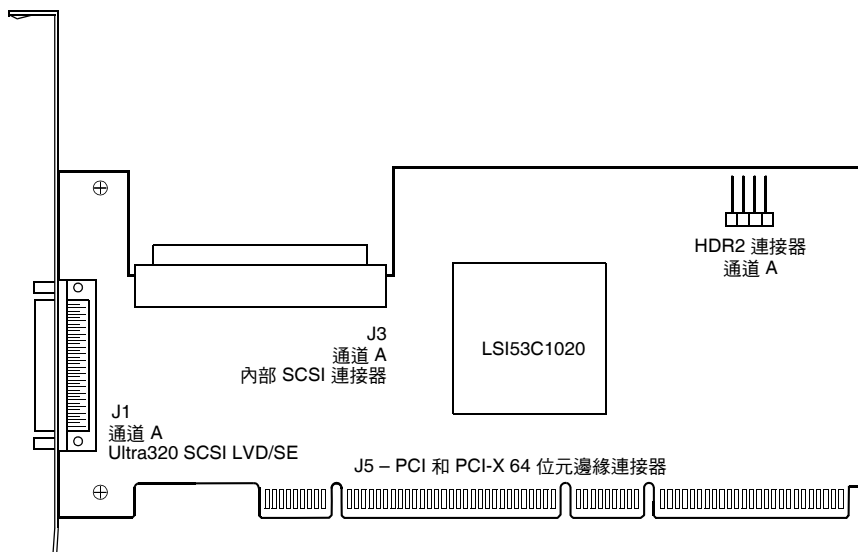 HDR2 連接器
通道 A
LSI53C1020
J3
通道 A
內部 SCSI 連接器
J1
通道 A
Ultra320 SCSI LVD/SE
J5 – PCI 和 PCI-X 64 位元邊緣連接器